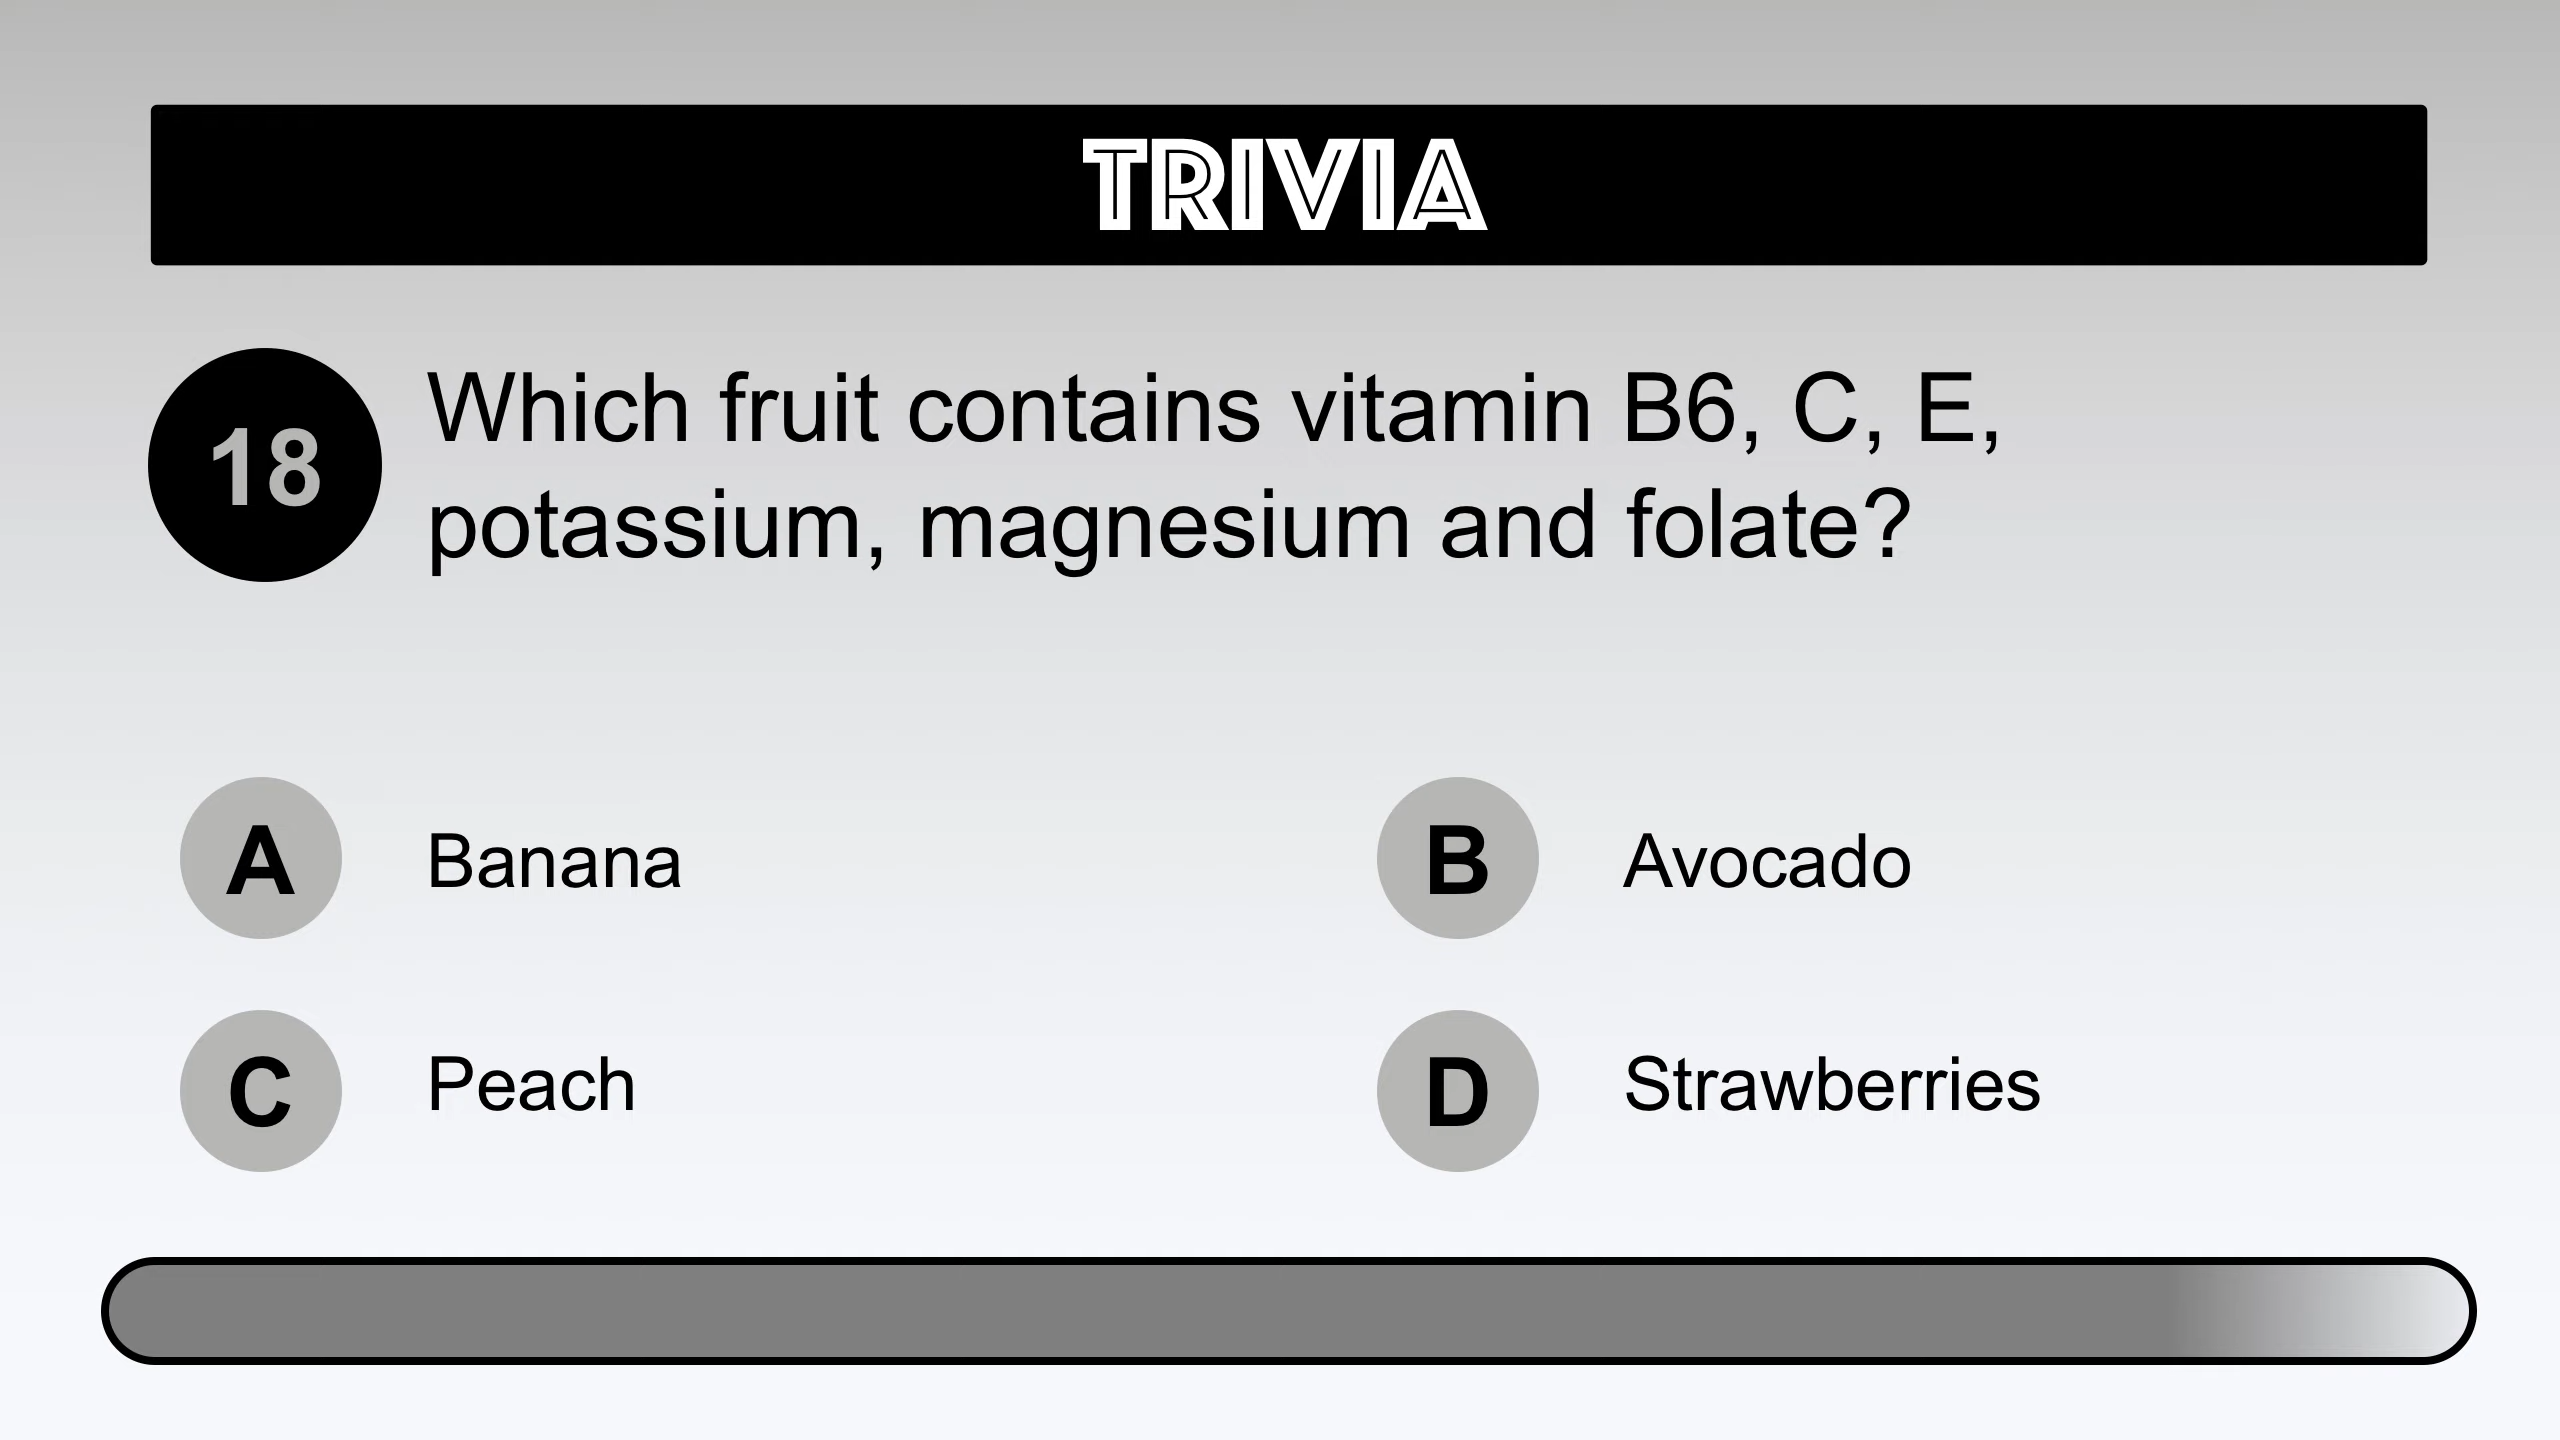 TRIVIA
18
Which fruit contains vitamin B6, C, E,
potassium, magnesium and folate?
A Banana
B Avocado
C Peach
D Strawberries